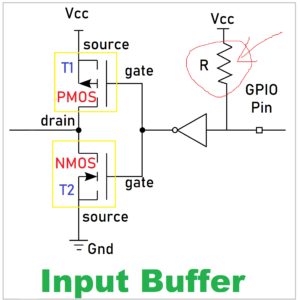 Vcc
Vcc
source
T1
gate
R
PMOS
GPIO
Pin
drain
NMOS
T2
gate
source
Gnd
Input Buffer